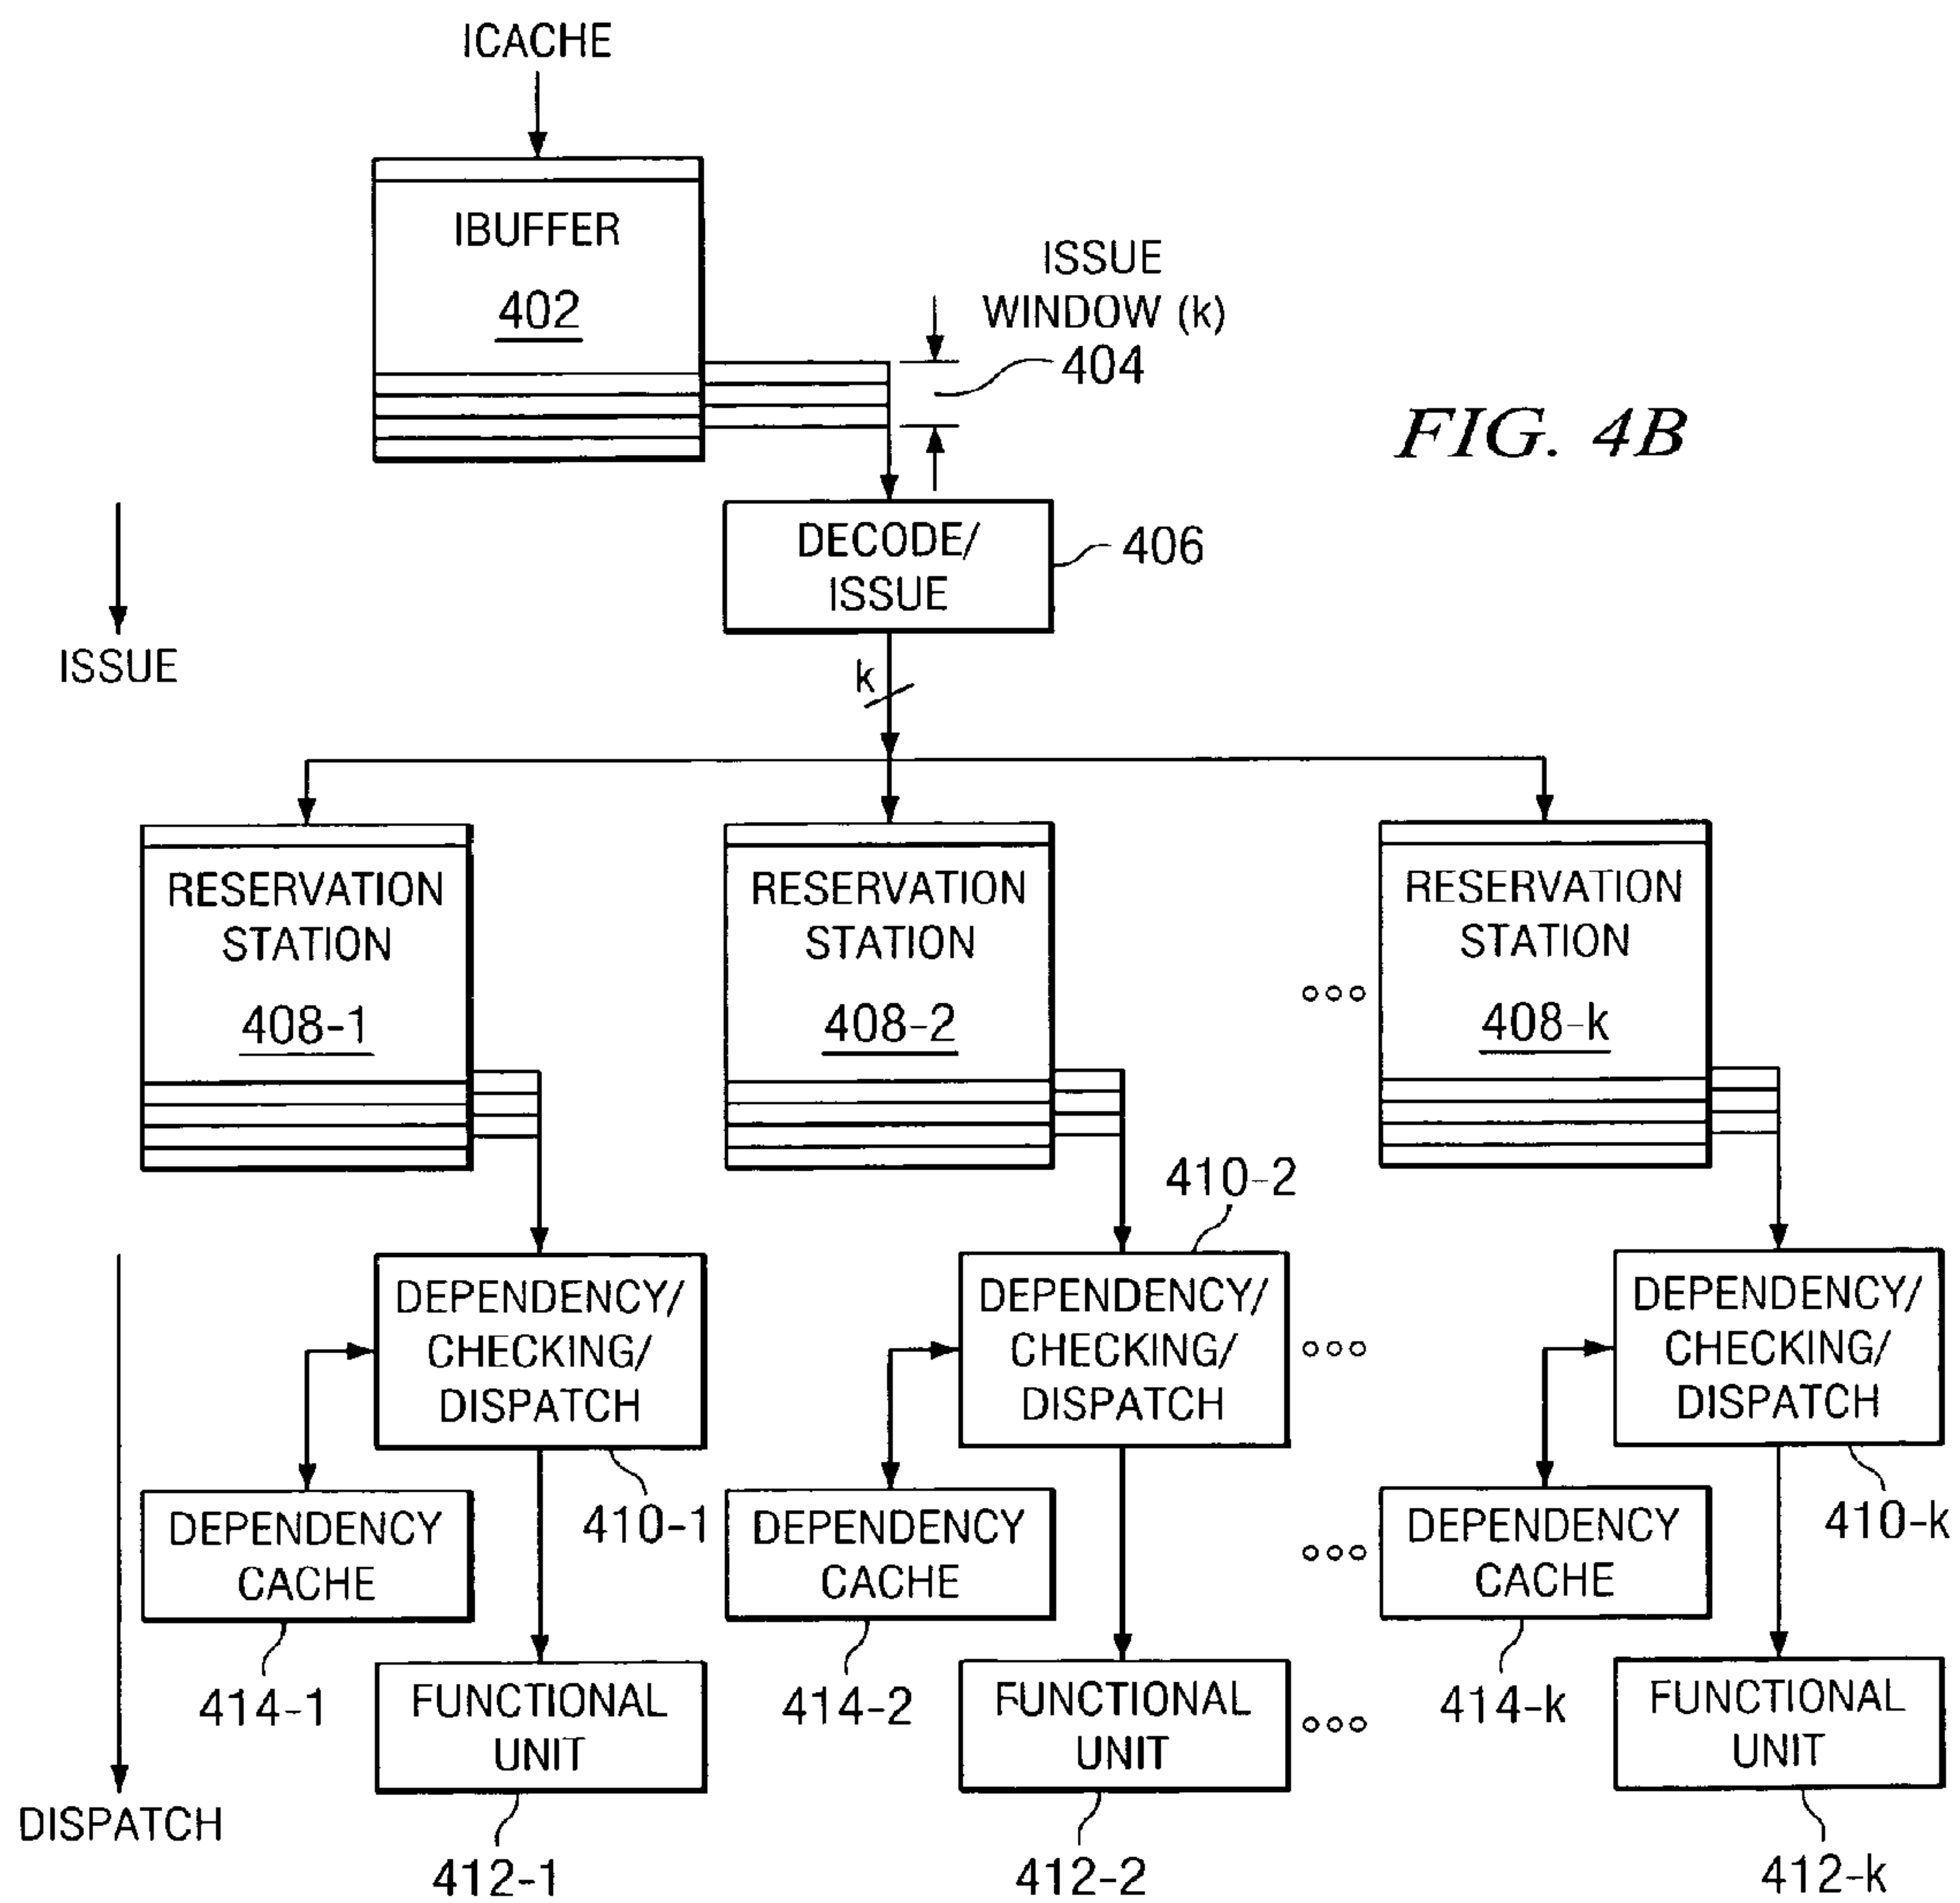 ICACHE
IBUFFER
402
ISSUE
WINDOW (k)
404
FIG. 4B
DECODE/
ISSUE
406
ISSUE
k
RESERVATION
STATION
408-1
RESERVATION
STATION
408-2
RESERVATION
STATION
408-k
410-2
DEPENDENCY/
CHECKING/
DISPATCH
DEPENDENCY/
CHECKING/
DISPATCH
DEPENDENCY/
CHECKING/
DISPATCH
410-1
410-k
DEPENDENCY
CACHE
DEPENDENCY
CACHE
DEPENDENCY
CACHE
414-1
414-2
414-k
FUNCTIONAL
UNIT
FUNCTIONAL
UNIT
FUNCTIONAL
UNIT
DISPATCH
412-1
412-2
412-k